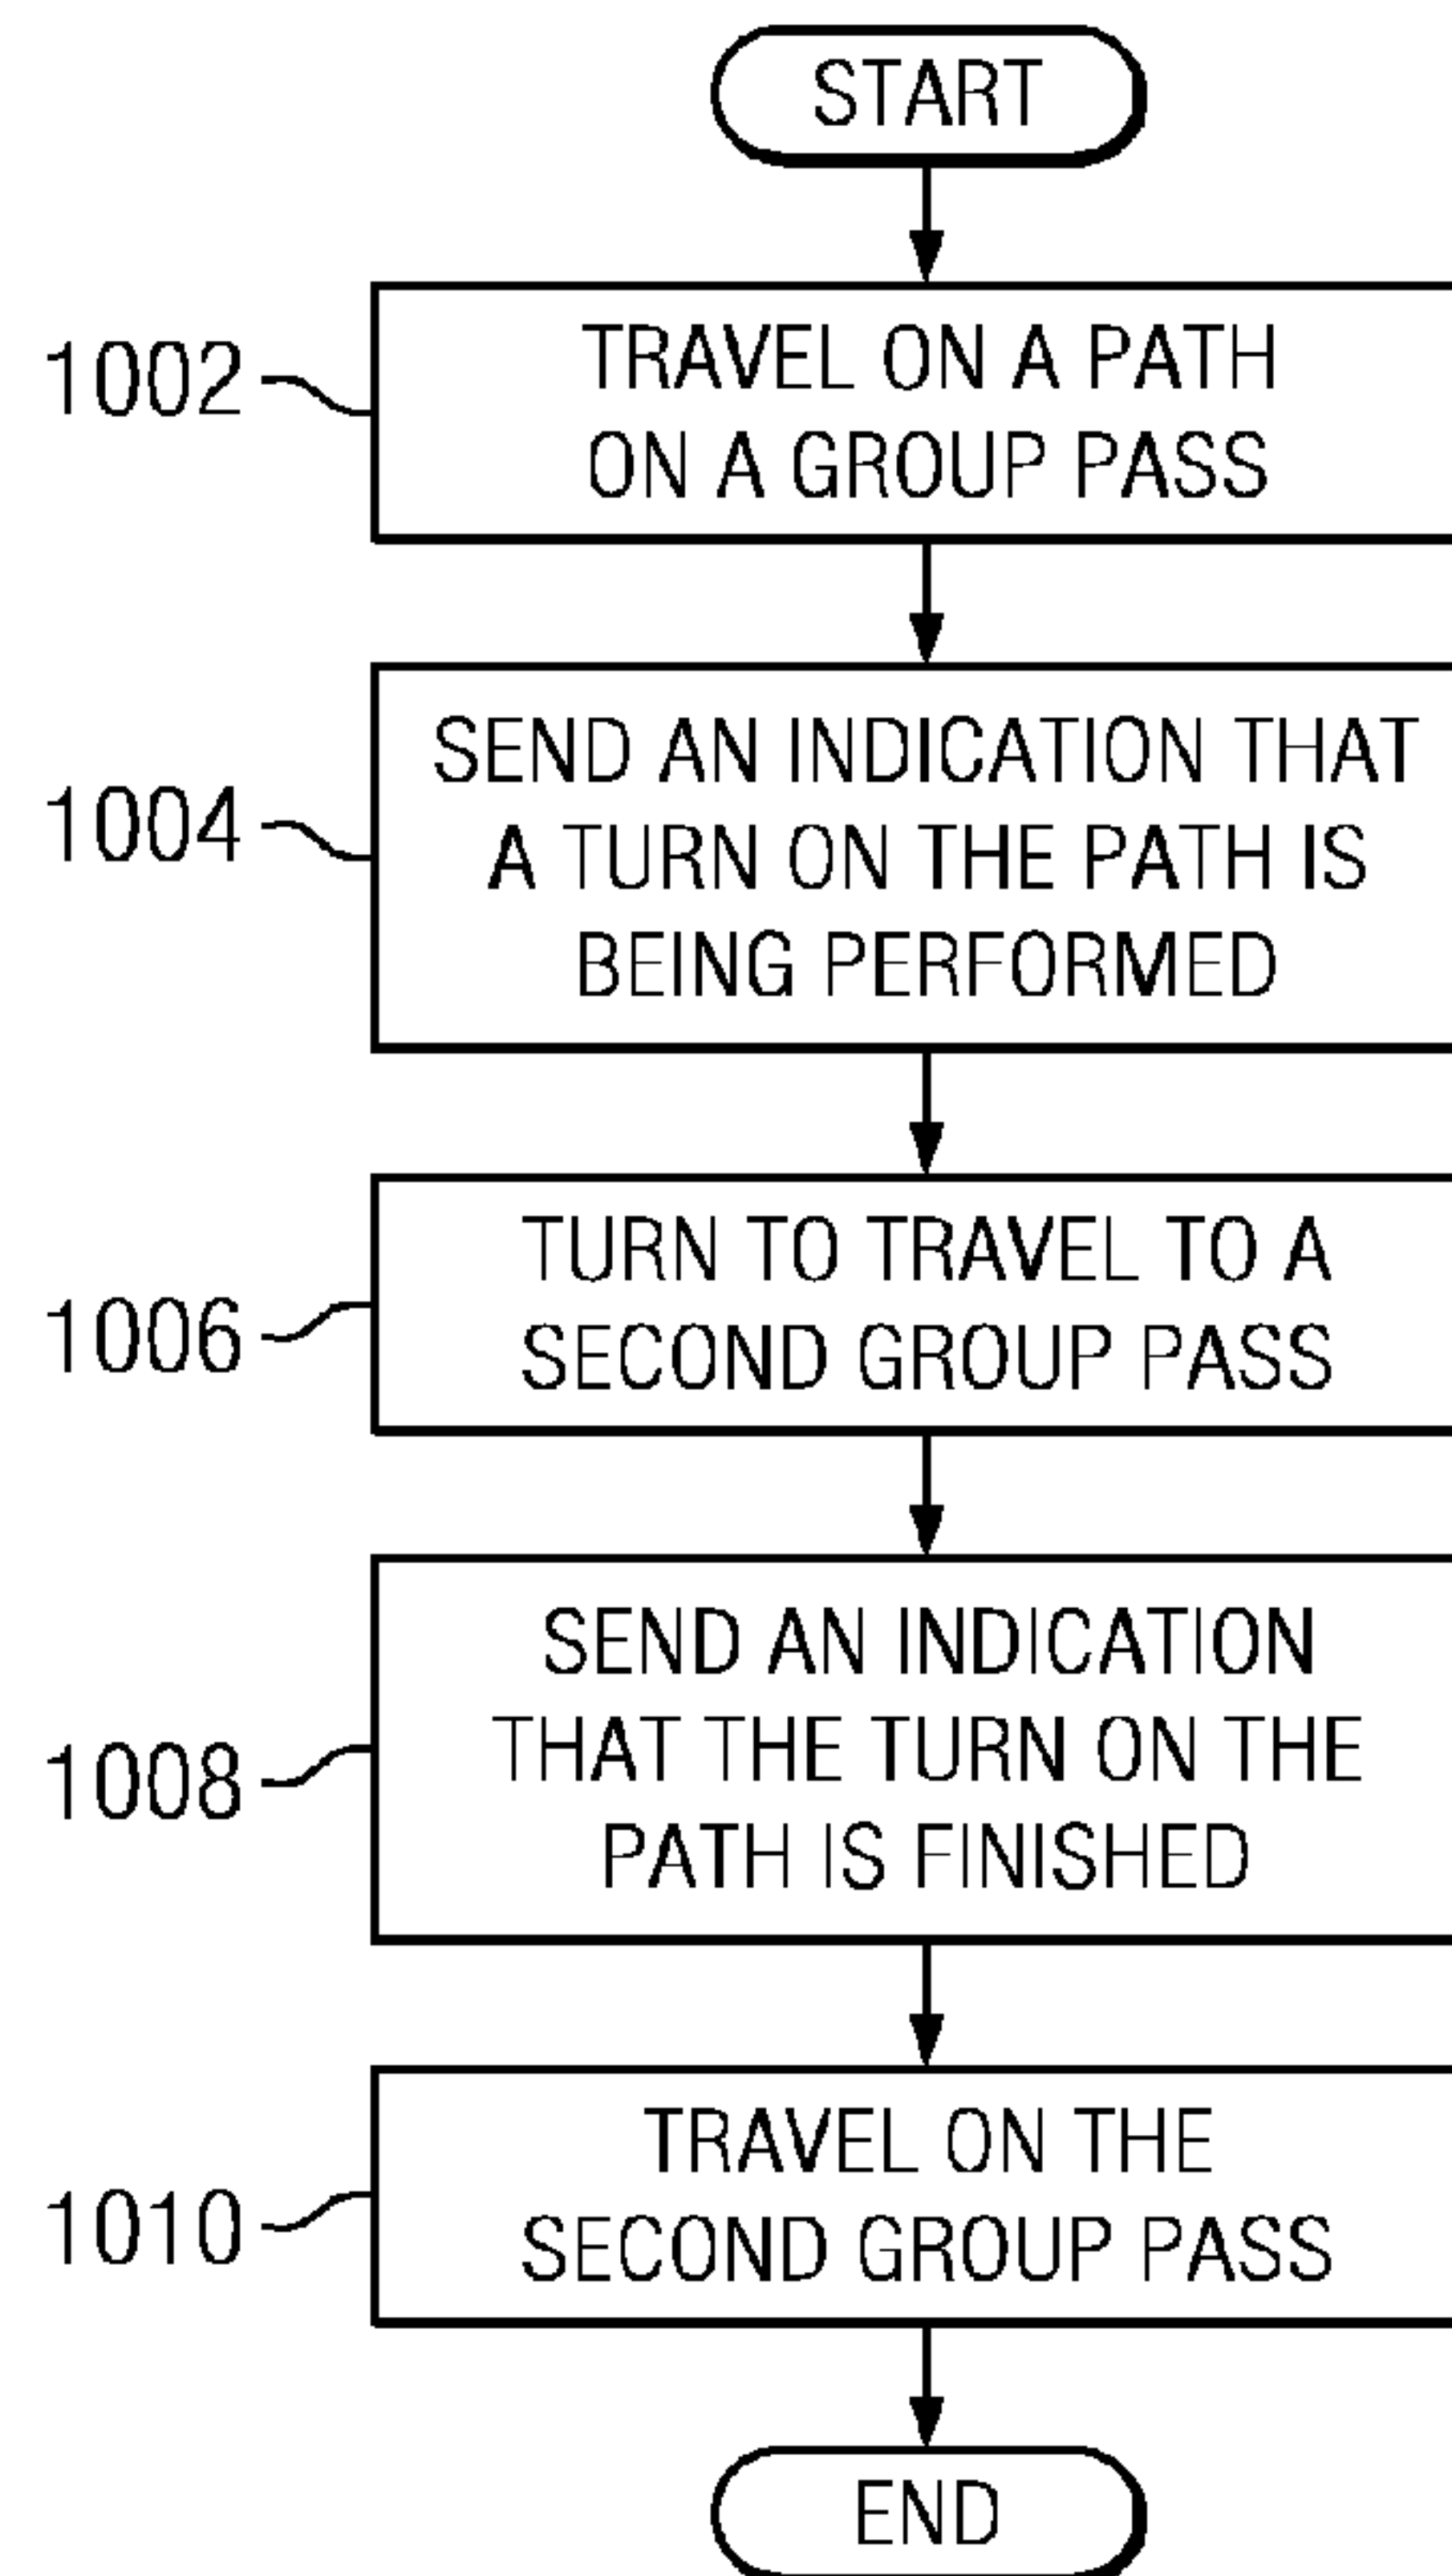 START
1002
TRAVEL ON A PATH
ON A GROUP PASS
1004
SEND AN INDICATION THAT
A TURN ON THE PATH IS
BEING PERFORMED
1006
TURN TO TRAVEL TO A
SECOND GROUP PASS
1008
SEND AN INDICATION
THAT THE TURN ON THE
PATH IS FINISHED
1010
TRAVEL ON THE
SECOND GROUP PASS
END